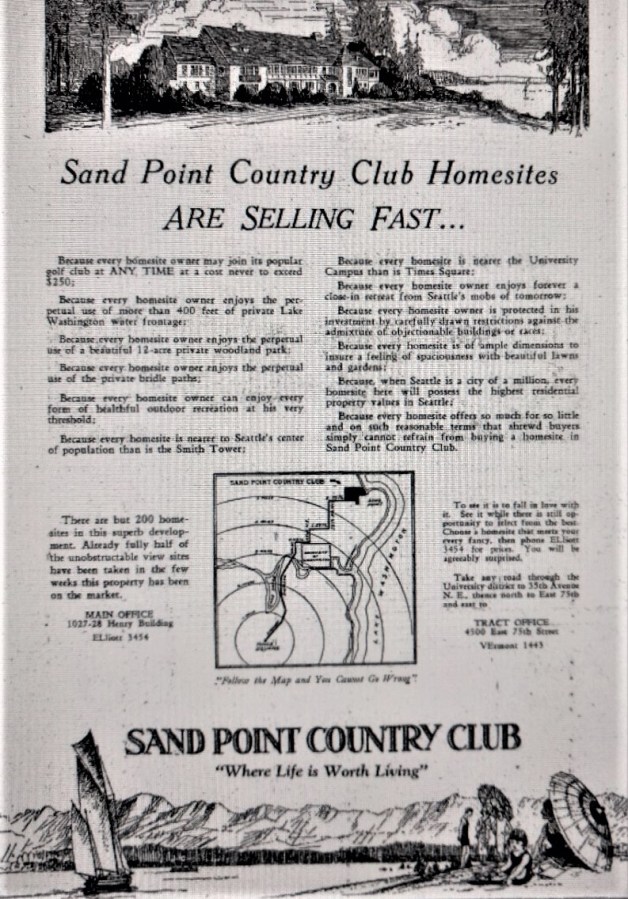 Sand Point Country Club Homesites
ARE SELLING FAST...
Because every homesite owner may join its popular
golf club at ANY TIME at a cost never to exceed
$250;
Because every homesite owner enjoys the per-
petual use of more than 400 feet of private Lake
Washington water frontage;
Because every homesite owner enjoys the perpetual
use of a beautiful 12-acre private woodland park;
Because every homesite owner enjoys the perpetual
use of the private bridle paths;
Because every homesite owner can enjoy every
form of healthful outdoor recreation at his very
threshold;
Because every homesite is nearer to Seattle's center
of population than is the Smith Tower;
Because every homesite is nearer the University
Campus than is Times Square;
Because every homesite owner enjoys forever a
close-in retreat from Seattle's mobs of tomorrow;
Because every homesite owner is protected in his
investment by carefully drawn restrictions against the
admixture of objectionable buildings or races;
Because every homesite is of ample dimensions to
insure a feeling of spaciousness with beautiful lawns
and gardens;
Because, when Seattle is a city of a million, every
homesite here will possess the highest residential
property values in Seattle;
Because every homesite offers so much for so little
and on such reasonable terms that shrewd buyers
simply cannot refrain from buying a homesite in
Sand Point Country Club.
There are but 200 home-
sites in this superb develop-
ment. Already fully half of
the unobstructable view sites
have been taken in the few
weeks this property has been
on the market.
MAIN OFFICE
1027-28 Henry Building
ELiott 3454
SAND POINT COUNTRY CLUB
LAKE WASHINGTON
"Follow the Map and You Cannot Go Wrong"
To see it is to fall in love with
it. See it while there is still op-
portunity to select from the best.
Choose a homesite that meets your
every fancy, then phone ELiott
3454 for prices. You will be
agreeably surprised.
Take any road through the
University district to 35th Avenue
N. E., thence north to East 75th
and east to
TRACT OFFICE
4500 East 75th Street
VErmont 1445
SAND POINT COUNTRY CLUB
"Where Life is Worth Living"